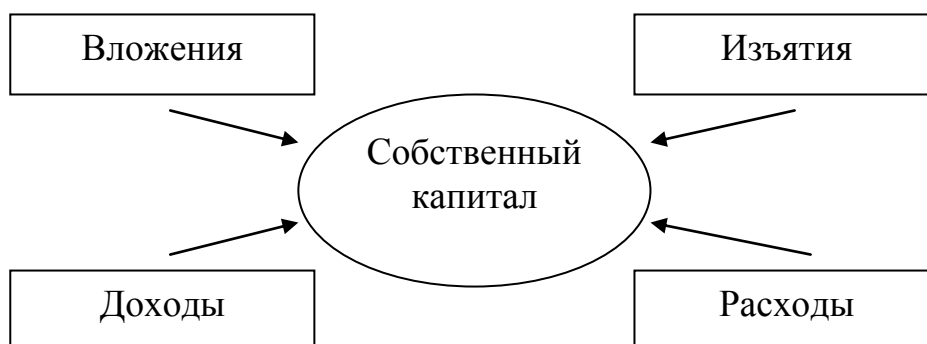 Вложения
Изъятия
Собственный
капитал
Доходы
Расходы